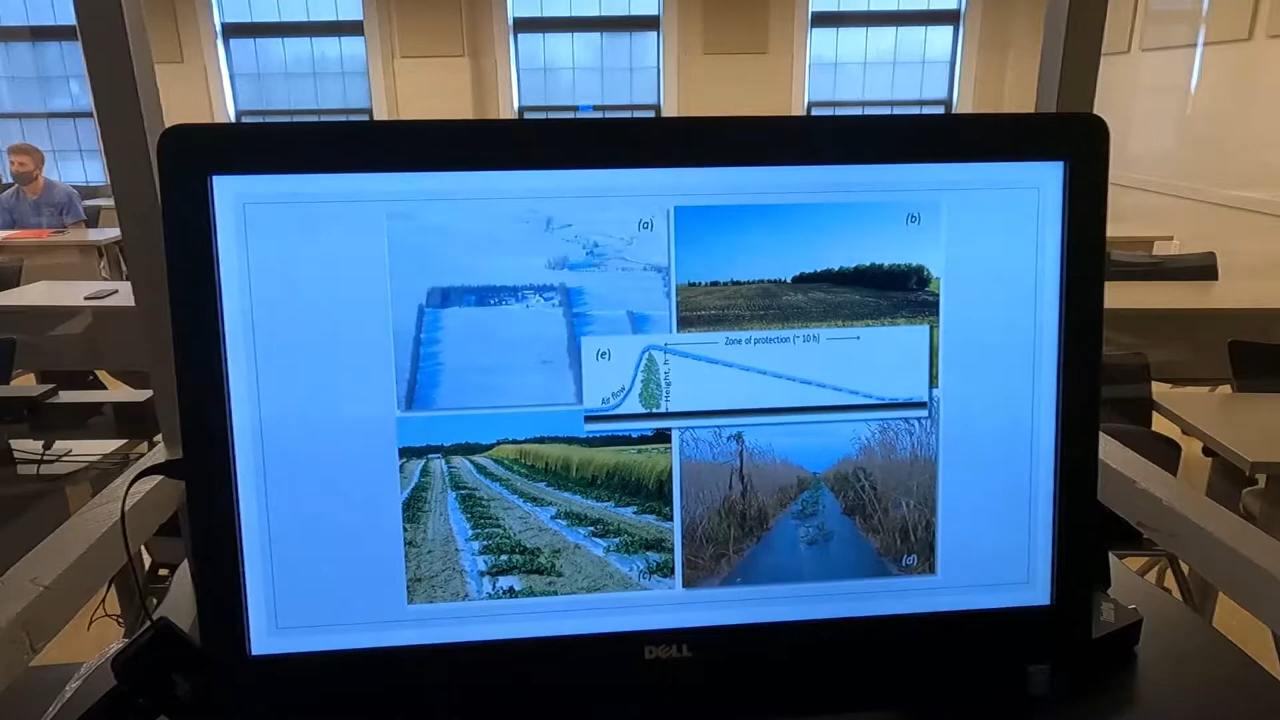 (a)
(b)
(e)
Zone of protection (~ 10 h)
Air flow
Height, h
(c)
(d)
DELL